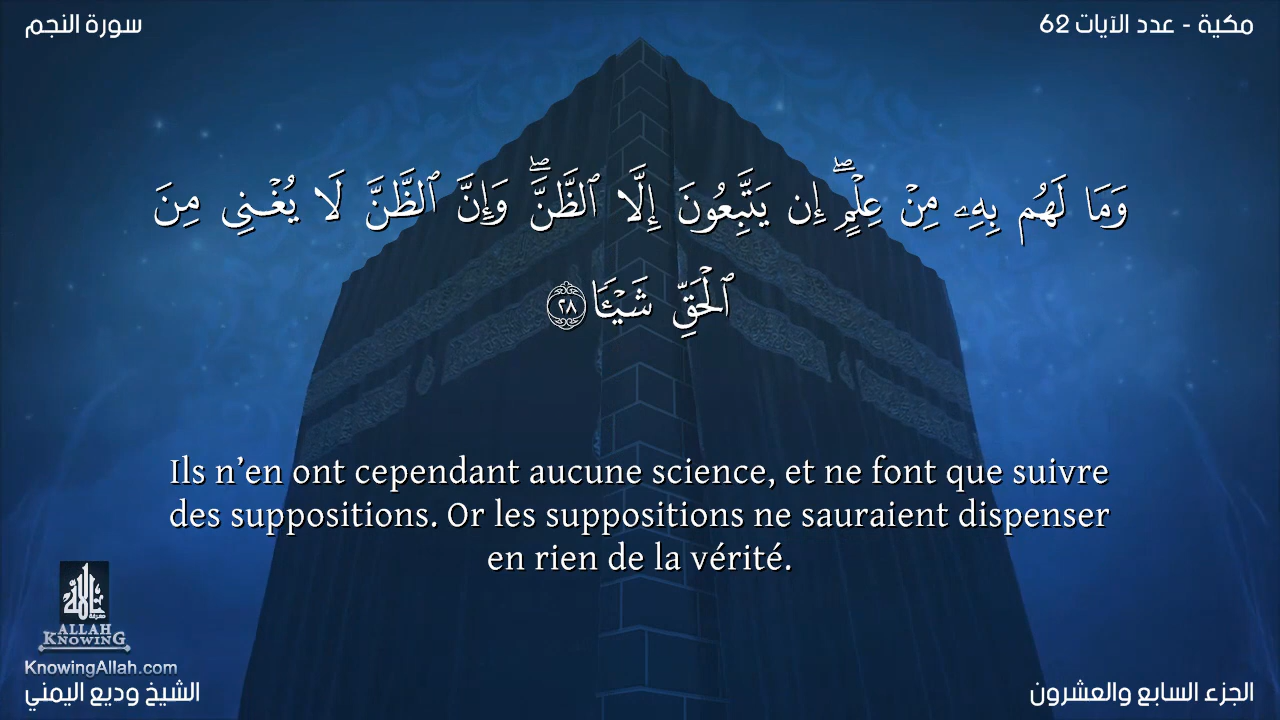 سورة النجم
مكية - عدد الآيات 62
وَمَا لَهُم بِهِۦ مِنْ عِلْمٍۖ إِن يَتَّبِعُونَ إِلَّا ٱلظَّنَّۖ وَإِنَّ ٱلظَّنَّ لَا يُغْنِى مِنَ
ٱلْحَقِّ شَيْـًٔا ٢٨
Ils n’en ont cependant aucune science, et ne font que suivre
des suppositions. Or les suppositions ne sauraient dispenser
en rien de la vérité.
ALLAH
KNOWING
KnowingAllah.com
الشيخ وديع اليمني
الجزء السابع والعشرون